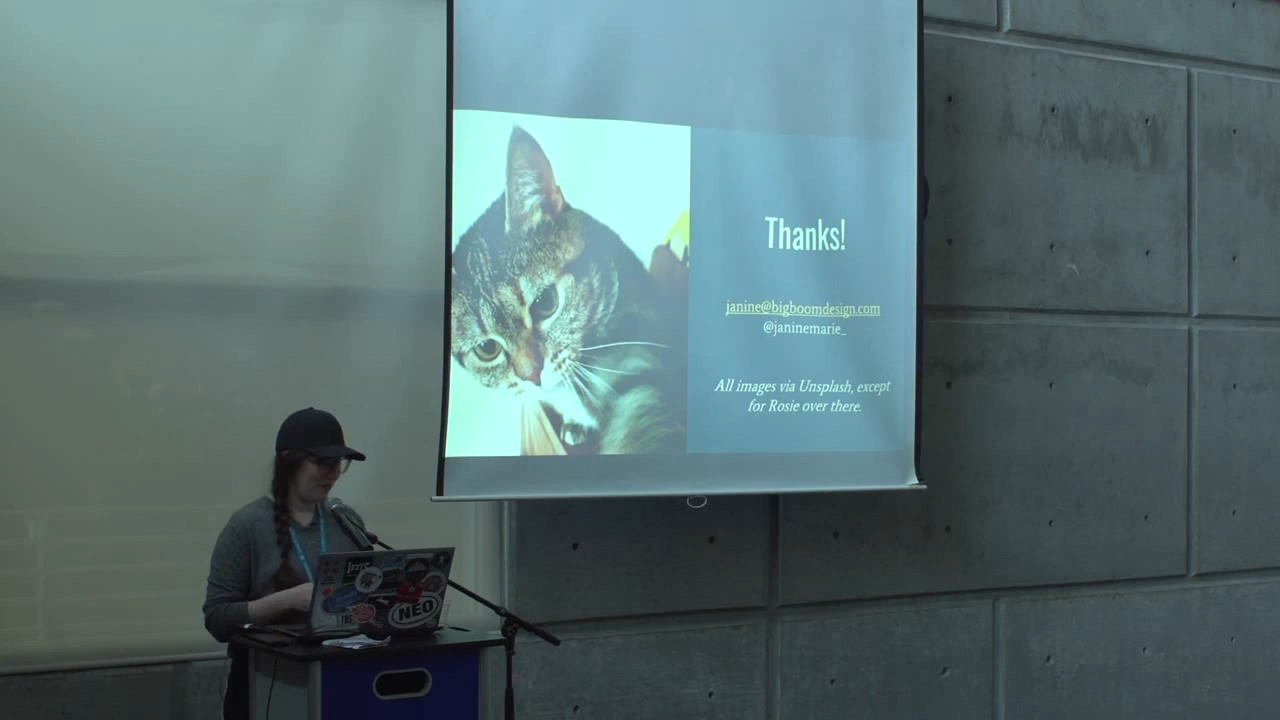 Thanks!
janine@bigboomdesign.com
@janinemarie_
All images via Unsplash, except
for Rosie over there.
NEO